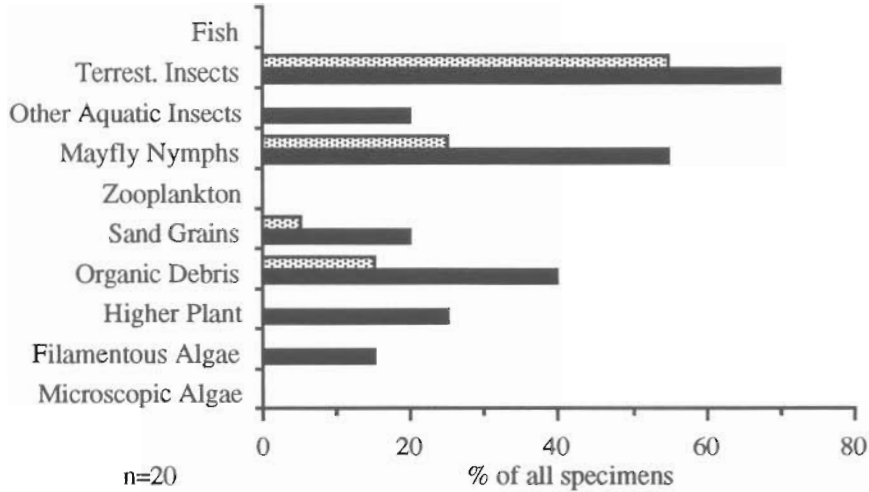 Fish
Terrest. Insects
Other Aquatic Insects
Mayfly Nymphs
Zooplankton
Sand Grains
Organic Debris
Higher Plant
Filamentous Algae
Microscopic Algae
0 20 40 60 80
n=20 % of all specimens